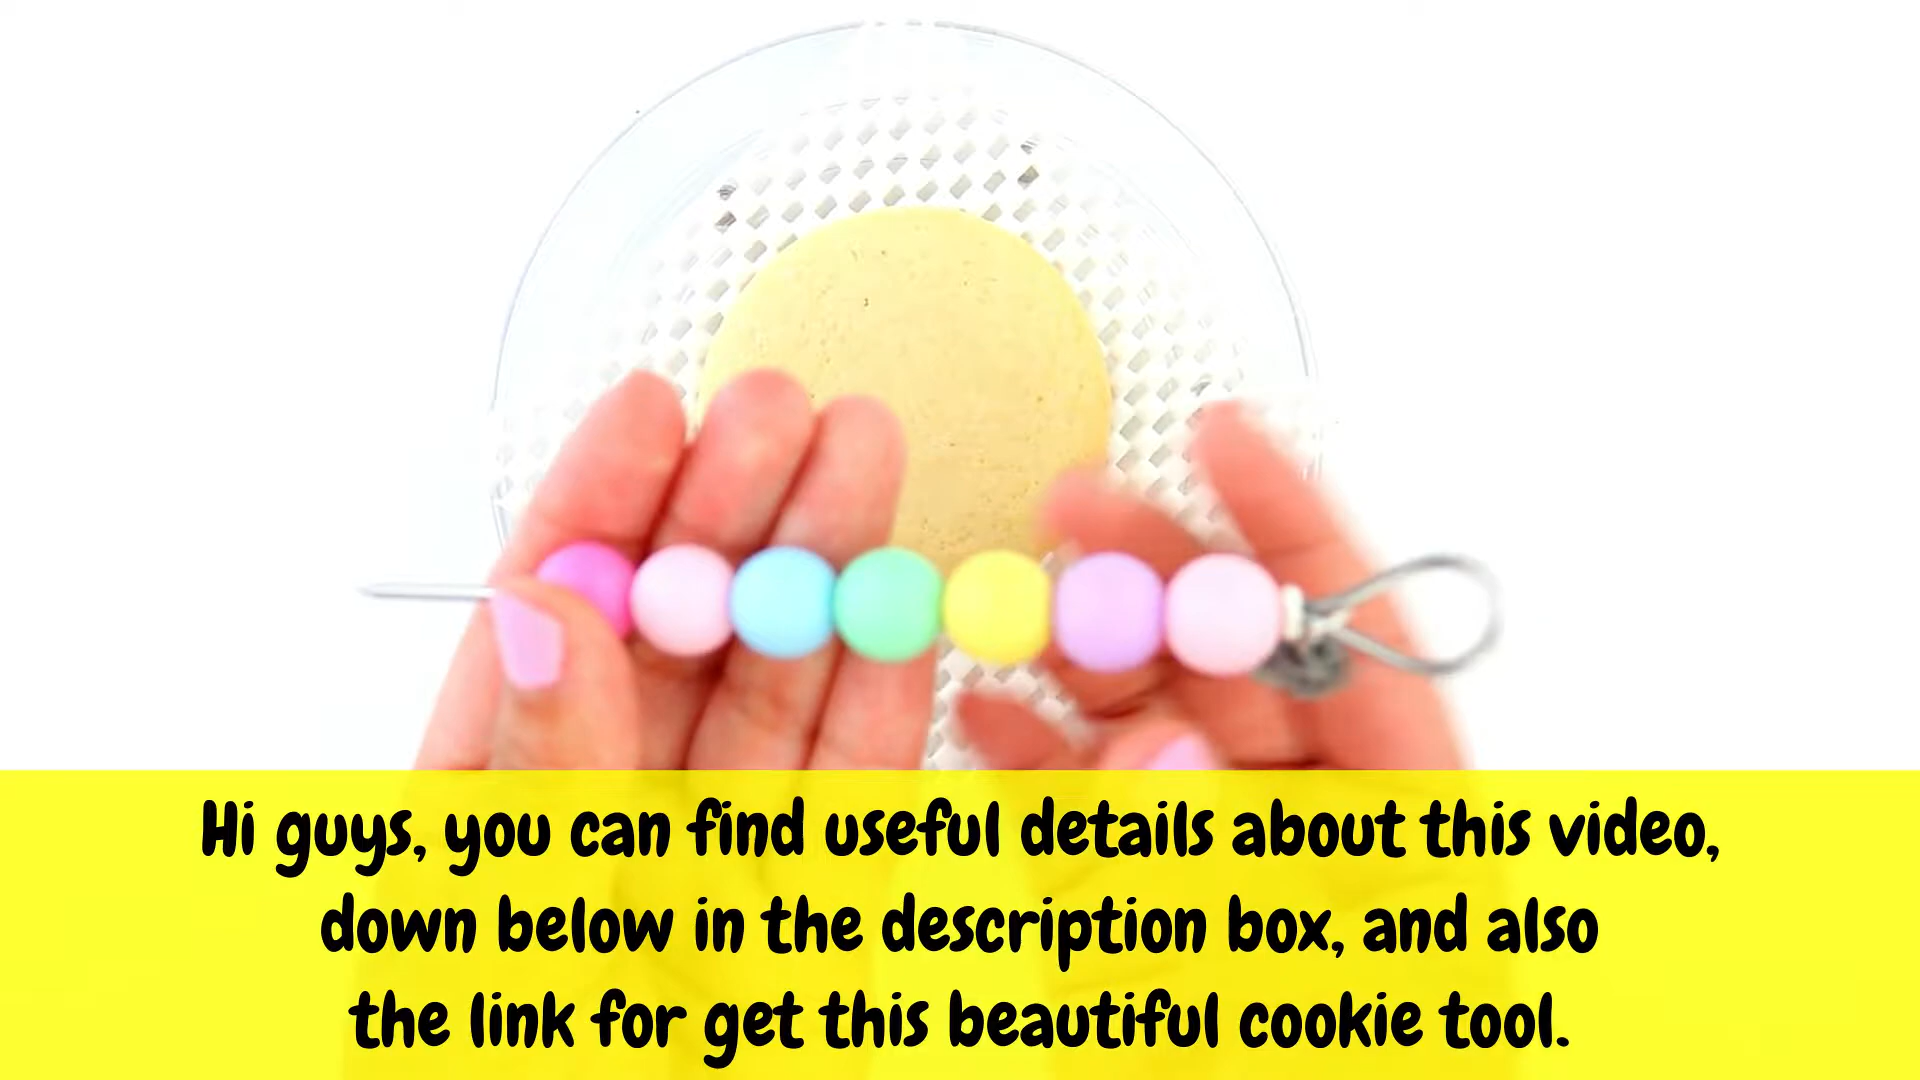 Hi guys, you can find useful details about this video,
down below in the description box, and also
the link for get this beautiful cookie tool.